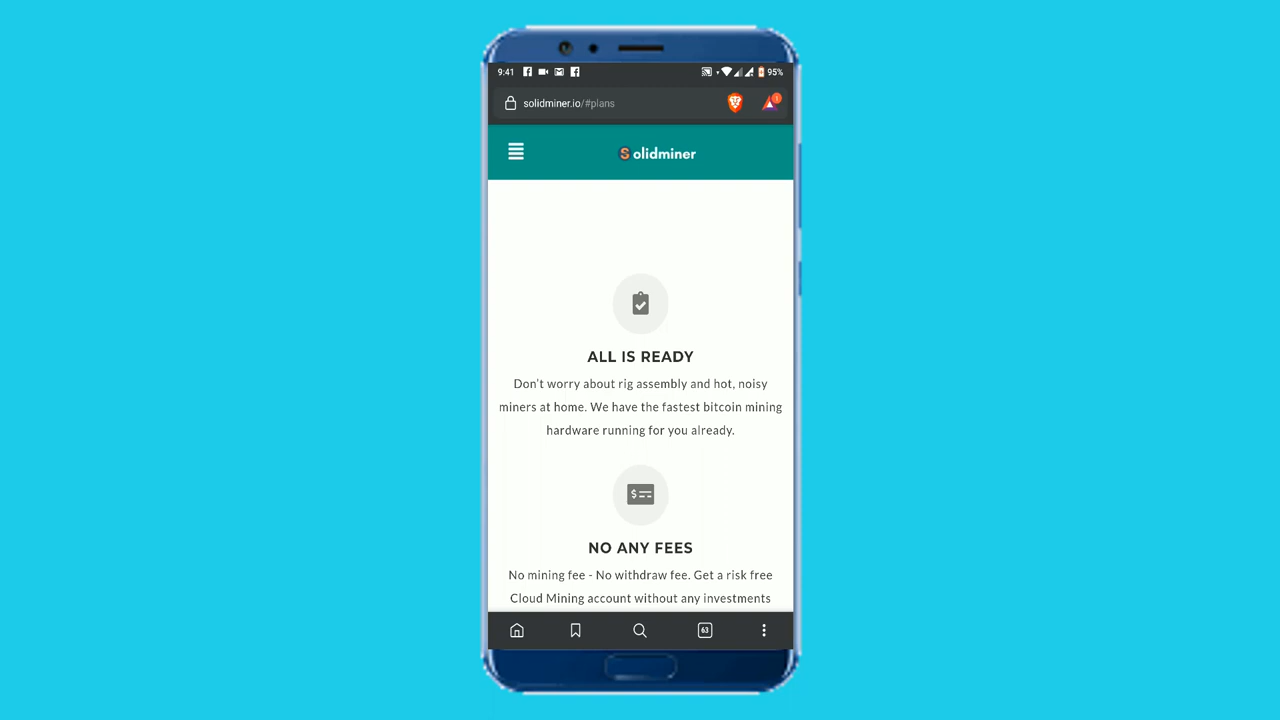 9:41
95%
solidminer.io/#plans
1
Solidminer
ALL IS READY
Don't worry about rig assembly and hot, noisy
miners at home. We have the fastest bitcoin mining
hardware running for you already.
$
NO ANY FEES
No mining fee - No withdraw fee. Get a risk free
Cloud Mining account without any investments
63